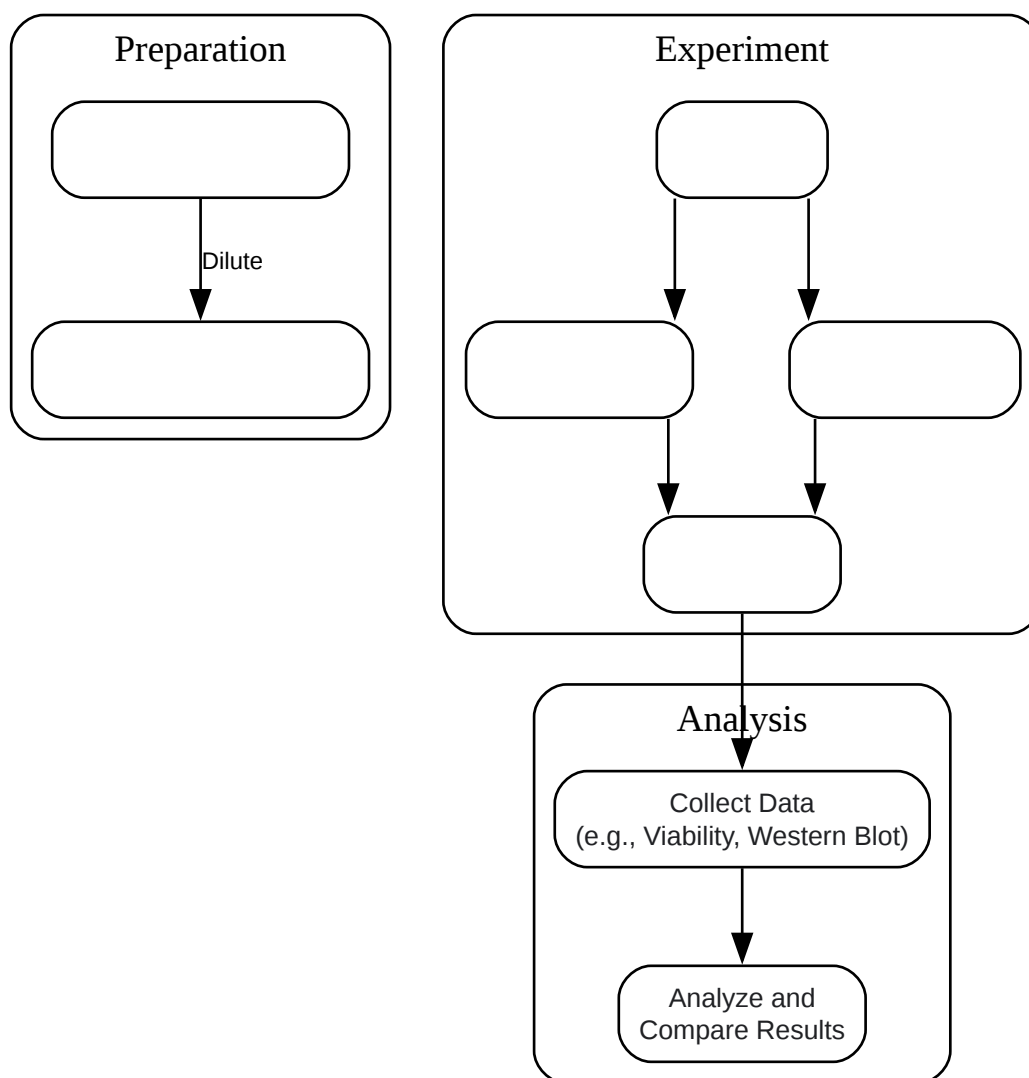 Preparation
Dilute
Experiment
Analysis
Collect Data
(e.g., Viability, Western Blot)
Analyze and
Compare Results